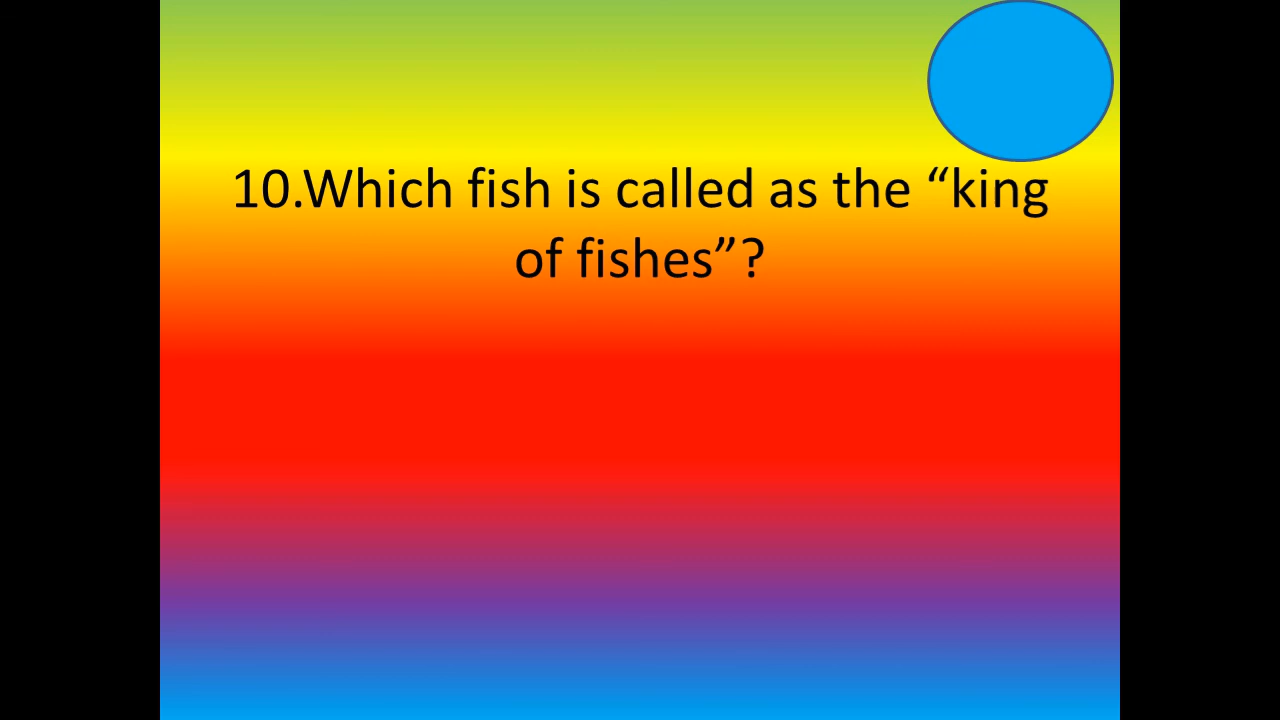 10.Which fish is called as the “king
of fishes”?